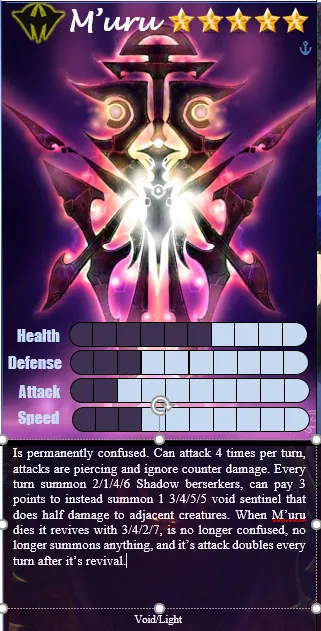 M'uru
Health
Defense
Attack
Speed
Is permanently confused. Can attack 4 times per turn,
attacks are piercing and ignore counter damage. Every
turn summon 2/1/4/6 Shadow berserkers, can pay 3
points to instead summon 1 3/4/5/5 void sentinel that
does half damage to adjacent creatures. When M'uru
dies it revives with 3/4/2/7, is no longer confused, no
longer summons anything, and it's attack doubles every
turn after it's revival.
Void/Light